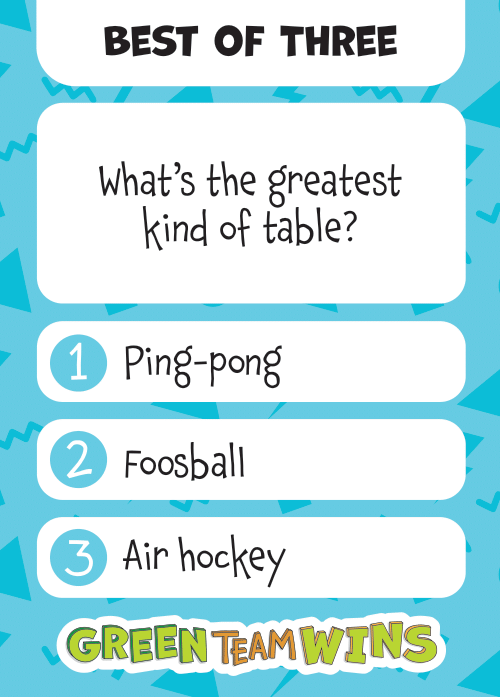 BEST OF THREE
What's the greatest
kind of table?
1 Ping-pong
2 Foosball
3 Air hockey
GREEN TEAM WINS